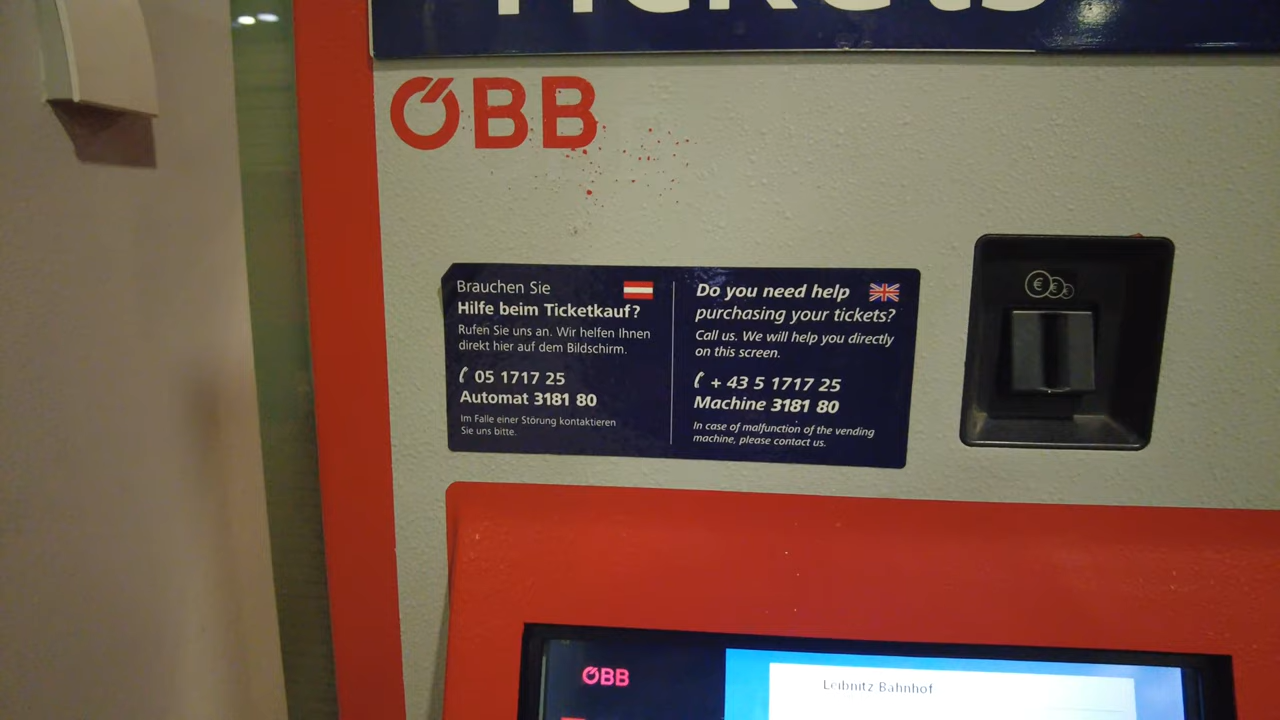 TICKETS
ÖBB
Brauchen Sie
Hilfe beim Ticketkauf?
Rufen Sie uns an. Wir helfen Ihnen
direkt hier auf dem Bildschirm.
05 1717 25
Automat 3181 80
Im Falle einer Störung kontaktieren
Sie uns bitte.
Do you need help
purchasing your tickets?
Call us. We will help you directly
on this screen.
+ 43 5 1717 25
Machine 3181 80
In case of malfunction of the vending
machine, please contact us.
€ € €
ÖBB
Leibnitz Bahnhof